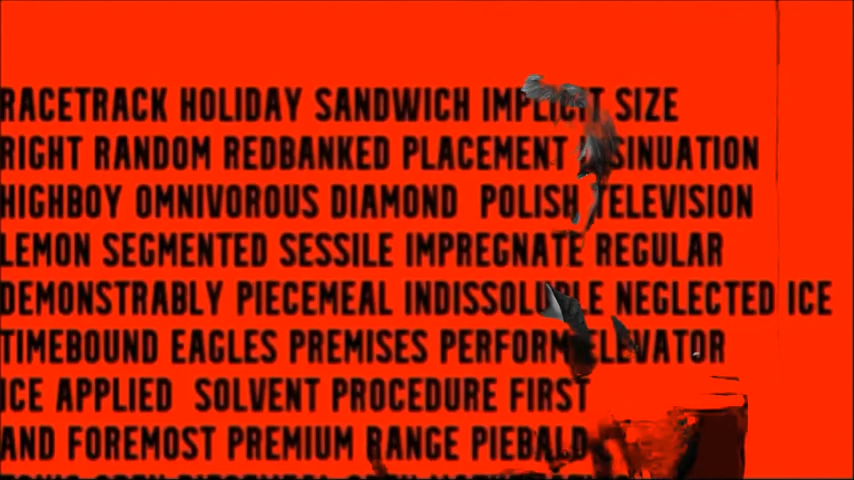 RACETRACK HOLIDAY SANDWICH IMPLICIT SIZE
RIGHT RANDOM REDBANKED PLACEMENT
HIGHBOY OMNIVOROUS DIAMOND POLISH TELEVISION
LEMON SEGMENTED SESSILE IMPREGNATE REGULAR
DEMONSTRABLY PIECEMEAL INDISSOLUBLE NEGLECTED ICE
TIMEBOUND EAGLES PREMISES PERFORM ELEVATOR
ICE APPLIED SOLVENT PROCEDURE FIRST
AND FOREMOST PREMIUM RANGE PIEBALD